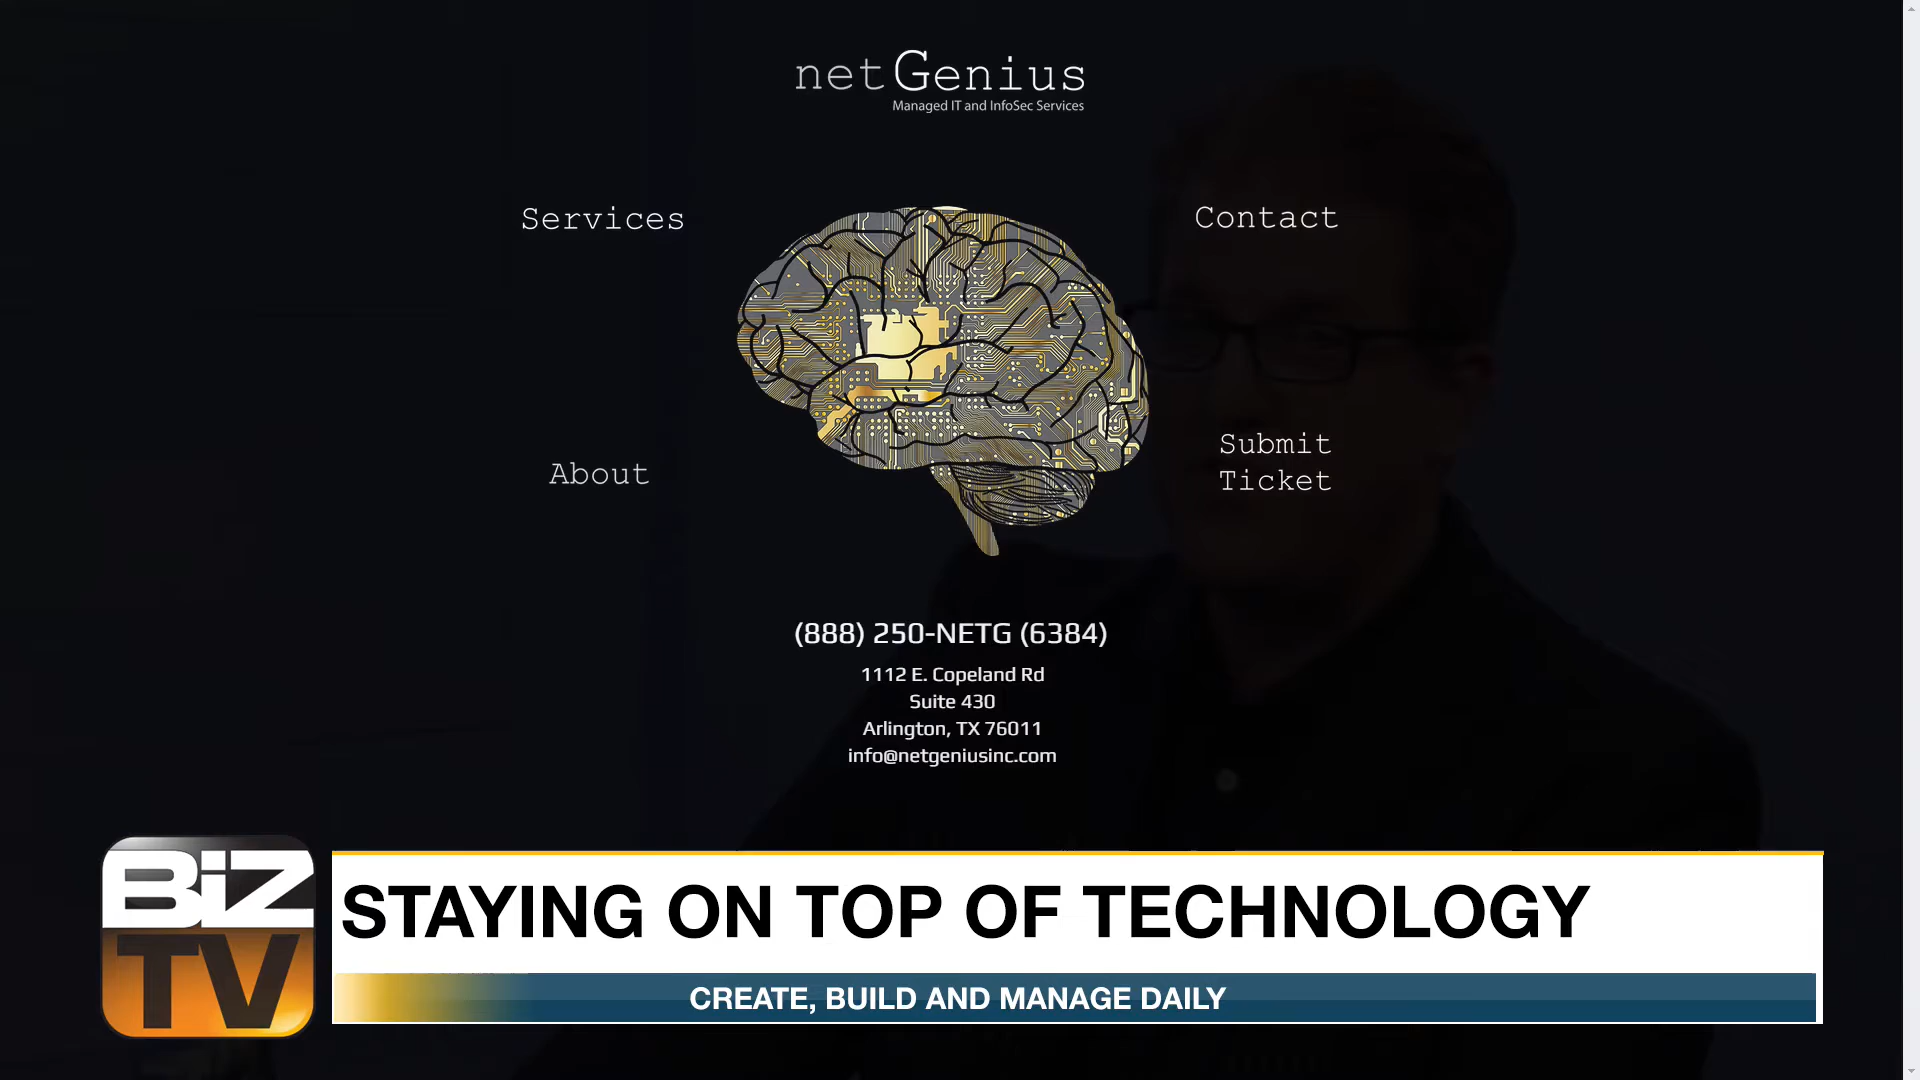 netGenius
Managed IT and InfoSec Services
Services
Contact
About
Submit
Ticket
(888) 250-NETG (6384)
1112 E. Copeland Rd
Suite 430
Arlington, TX 76011
info@netgeniusinc.com
BiZ
TV
STAYING ON TOP OF TECHNOLOGY
CREATE, BUILD AND MANAGE DAILY